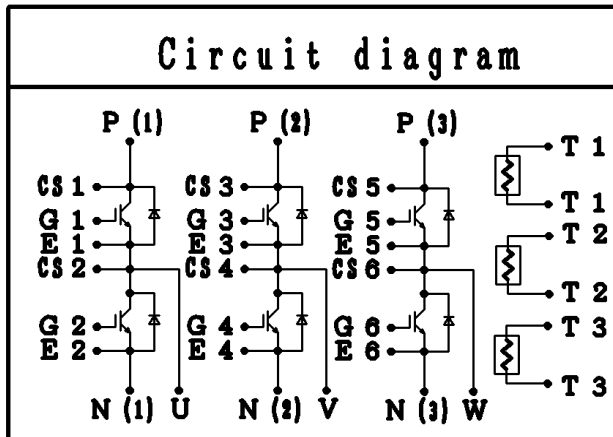 Circuit diagram
P (1) P (2) P (3)
T 1
CS 1 CS 3 CS 5
T 1
G 1 G 3 G 5
T 2
E 1 E 3 E 5
CS 2 CS 4 CS 6
T 2
G 2 G 4 G 6
T 3
E 2 E 4 E 6
T 3
N (1) U N (2) V N (3) W